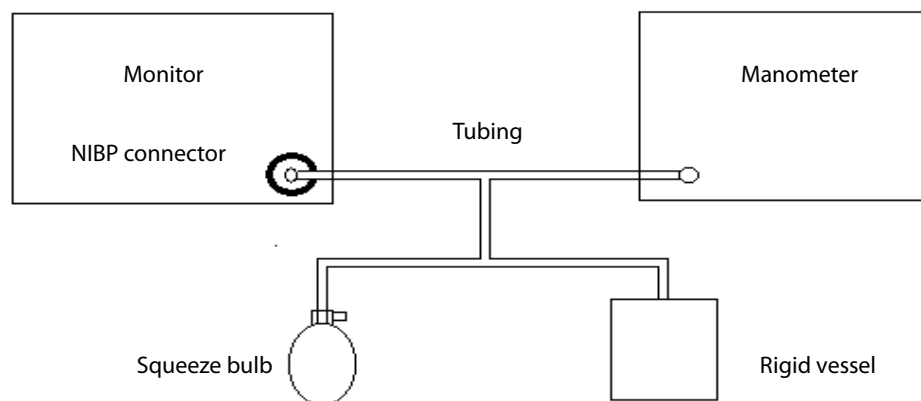 Monitor
Manometer
Tubing
NIBP connector
Squeeze bulb
Rigid vessel